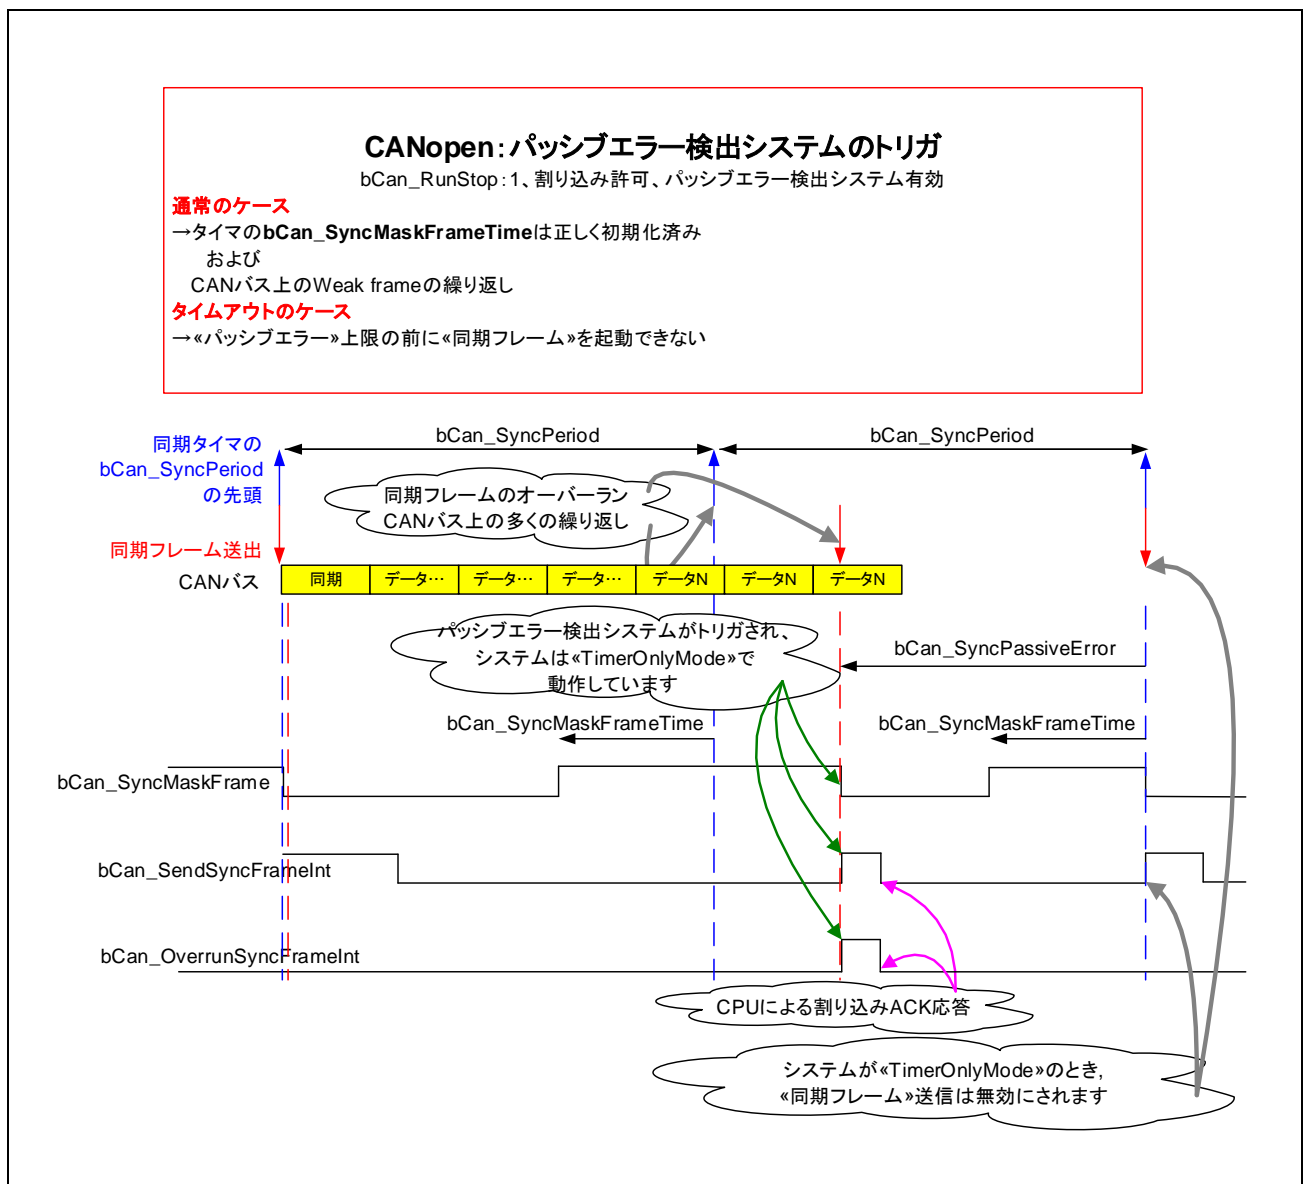 CANopen：パッシブエラー検出システムのトリガ
bCan_RunStop：1、割り込み許可、パッシブエラー検出システム有効
通常のケース
→タイマのbCan_SyncMaskFrameTimeは正しく初期化済み
および
CANバス上のWeak frameの繰り返し
タイムアウトのケース
→«パッシブエラー»上限の前に«同期フレーム»を起動できない
同期タイマの
bCan_SyncPeriod
の先頭
bCan_SyncPeriod
bCan_SyncPeriod
同期フレームのオーバーラン
CANバス上の多くの繰り返し
同期フレーム送出
CANバス
同期
データ…
データ…
データ…
データN
データN
データN
パッシブエラー検出システムがトリガされ、
システムは«TimerOnlyMode»で
動作しています
bCan_SyncPassiveError
bCan_SyncMaskFrameTime
bCan_SyncMaskFrameTime
bCan_SyncMaskFrame
bCan_SendSyncFrameInt
bCan_OverrunSyncFrameInt
CPUによる割り込みACK応答
システムが«TimerOnlyMode»のとき,
«同期フレーム»送信は無効にされます